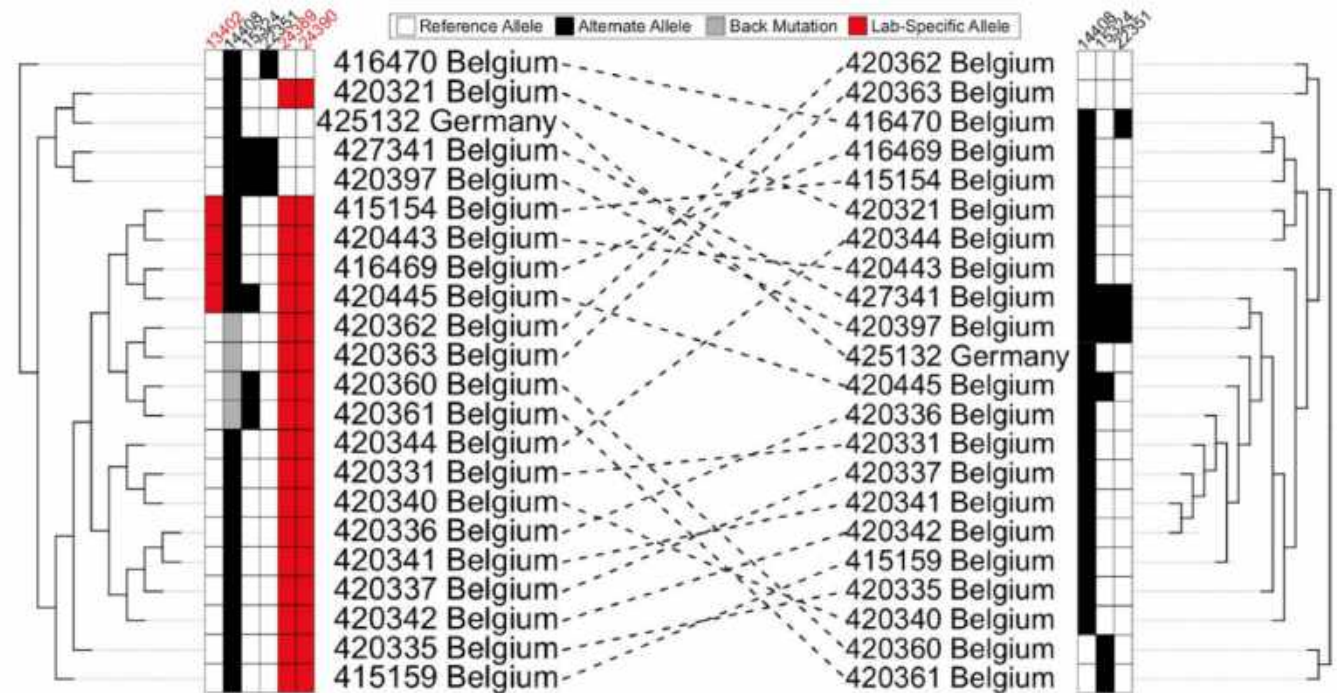 Reference Allele Alternate Allele Back Mutation Lab-Specific Allele
13402 14408 15324 22351 24389 24390
14408 15324 22351
416470 Belgium 420362 Belgium
420321 Belgium 420363 Belgium
425132 Germany 416470 Belgium
427341 Belgium 416469 Belgium
420397 Belgium 415154 Belgium
415154 Belgium 420321 Belgium
420443 Belgium 420344 Belgium
416469 Belgium 420443 Belgium
420445 Belgium 427341 Belgium
420362 Belgium 420397 Belgium
420363 Belgium 425132 Germany
420360 Belgium 420445 Belgium
420361 Belgium 420336 Belgium
420344 Belgium 420331 Belgium
420331 Belgium 420337 Belgium
420340 Belgium 420341 Belgium
420336 Belgium 420342 Belgium
420341 Belgium 415159 Belgium
420337 Belgium 420335 Belgium
420342 Belgium 420340 Belgium
420335 Belgium 420360 Belgium
415159 Belgium 420361 Belgium